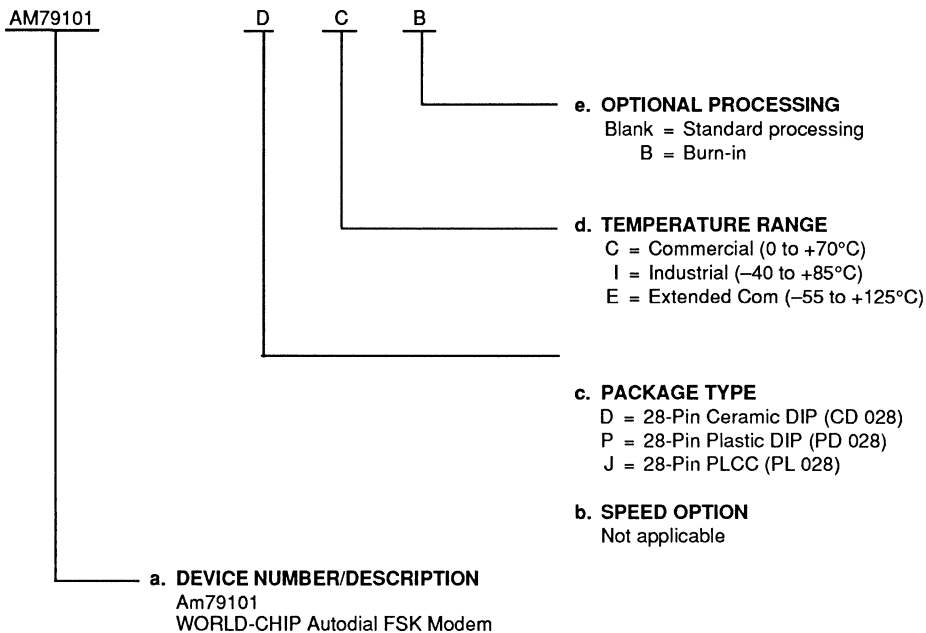 AM79101 D C B
e. OPTIONAL PROCESSING
Blank = Standard processing
B = Burn-in
d. TEMPERATURE RANGE
C = Commercial (0 to +70°C)
I = Industrial (–40 to +85°C)
E = Extended Com (–55 to +125°C)
c. PACKAGE TYPE
D = 28-Pin Ceramic DIP (CD 028)
P = 28-Pin Plastic DIP (PD 028)
J = 28-Pin PLCC (PL 028)
b. SPEED OPTION
Not applicable
a. DEVICE NUMBER/DESCRIPTION
Am79101
WORLD-CHIP Autodial FSK Modem